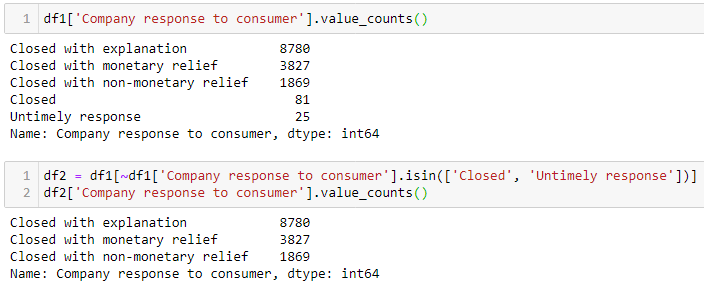 1 df1['Company response to consumer'].value_counts()
Closed with explanation 8780
Closed with monetary relief 3827
Closed with non-monetary relief 1869
Closed 81
Untimely response 25
Name: Company response to consumer, dtype: int64
1 df2 = df1[~df1['Company response to consumer'].isin(['Closed', 'Untimely response'])]
2 df2['Company response to consumer'].value_counts()
Closed with explanation 8780
Closed with monetary relief 3827
Closed with non-monetary relief 1869
Name: Company response to consumer, dtype: int64